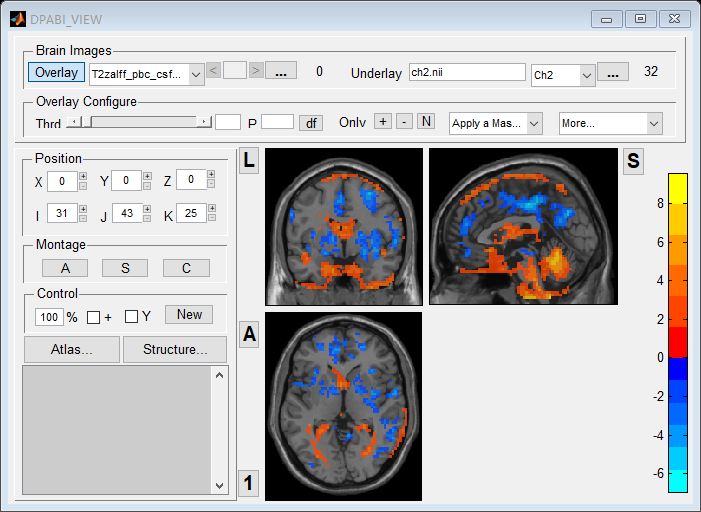 DPABI_VIEW
Brain Images
Overlay T2zalff_pbc_csf... < > ... 0 Underlay ch2.nii Ch2 ... 32
Overlay Configure
Thrd P df Only + - N Apply a Mas... More...
Position
X 0 Y 0 Z 0
I 31 J 43 K 25
Montage
A S C
Control
100 % + Y New
Atlas... Structure...
L
S
A
1
8
6
4
2
0
-2
-4
-6